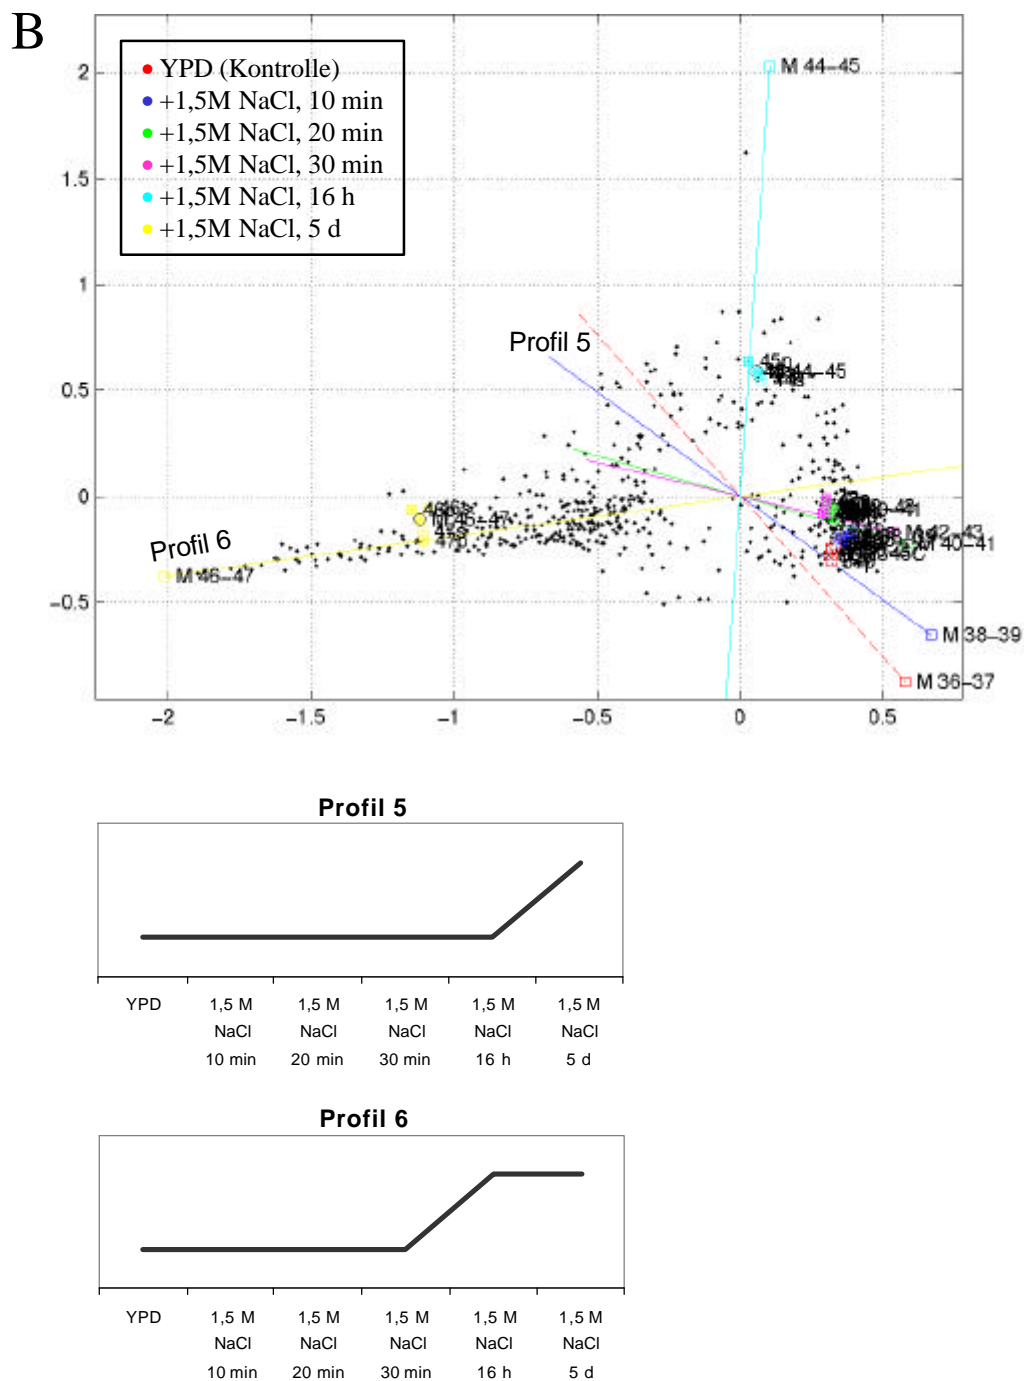 B
YPD (Kontrolle)
+1,5M NaCl, 10 min
+1,5M NaCl, 20 min
+1,5M NaCl, 30 min
+1,5M NaCl, 16 h
+1,5M NaCl, 5 d
2
1.5
1
0.5
0
−0.5
M 44−45
Profil 5
Profil 6
M 46−47
M 42−43
M 40−41
M 38−39
M 36−37
−2
−1.5
−1
−0.5
0
0.5
Profil 5
YPD 1,5 M 1,5 M 1,5 M 1,5 M 1,5 M
NaCl NaCl NaCl NaCl NaCl
10 min 20 min 30 min 16 h 5 d
Profil 6
YPD 1,5 M 1,5 M 1,5 M 1,5 M 1,5 M
NaCl NaCl NaCl NaCl NaCl
10 min 20 min 30 min 16 h 5 d